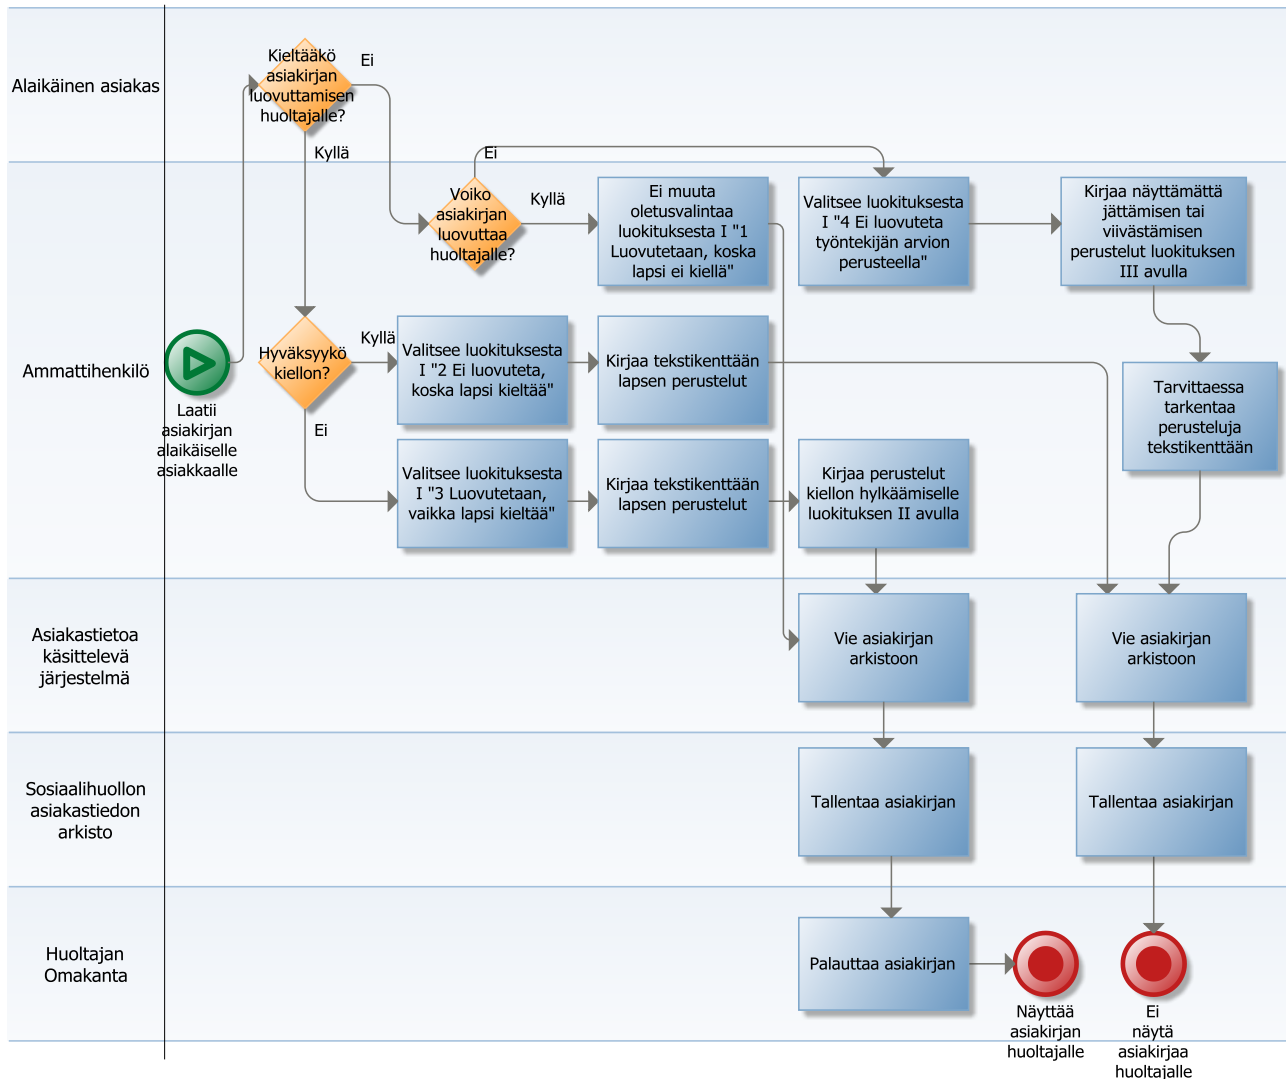 Alaikäinen asiakas
Kieltääkö
asiakirjan
luovuttamisen
huoltajalle?
Ei
Kyllä
Ammattihenkilö
Laatii
asiakirjan
alaikäiselle
asiakkaalle
Voiko
asiakirjan
luovuttaa
huoltajalle?
Ei
Kyllä
Ei muuta
oletusvalintaa
luokituksesta I "1
Luovutetaan, koska
lapsi ei kiellä"
Valitsee luokituksesta
I "4 Ei luovuteta
työntekijän arvion
perusteella"
Kirjaa näyttämättä
jättämisen tai
viivästämisen
perustelut luokituksen
III avulla
Hyväksyykö
kiellon?
Kyllä
Ei
Valitsee luokituksesta
I "2 Ei luovuteta,
koska lapsi kieltää"
Kirjaa tekstikenttään
lapsen perustelut
Tarvittaessa
tarkentaa
perusteluja
tekstikenttään
Valitsee luokituksesta
I "3 Luovutetaan,
vaikka lapsi kieltää"
Kirjaa tekstikenttään
lapsen perustelut
Kirjaa perustelut
kiellon hylkäämiselle
luokituksen II avulla
Asiakastietoa
käsittelevä
järjestelmä
Vie asiakirjan
arkistoon
Vie asiakirjan
arkistoon
Sosiaalihuollon
asiakastiedon
arkisto
Tallentaa asiakirjan
Tallentaa asiakirjan
Huoltajan
Omakanta
Palauttaa asiakirjan
Näyttää
asiakirjan
huoltajalle
Ei
näytä
asiakirjaa
huoltajalle